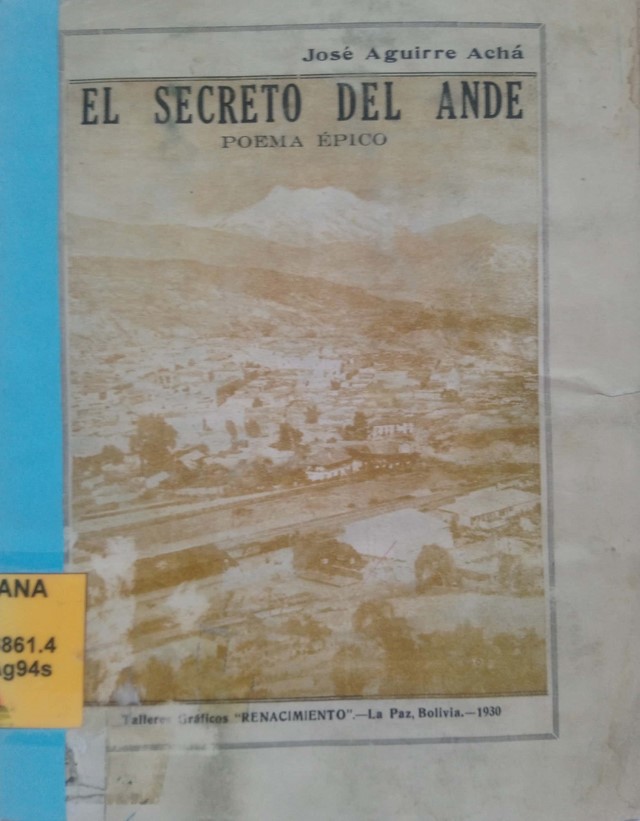 José Aguirre Achá
EL SECRETO DEL ANDE
POEMA ÉPICO
Talleres Gráficos "RENACIMIENTO".—La Paz, Bolivia.—1930
ANA
861.4
g94s